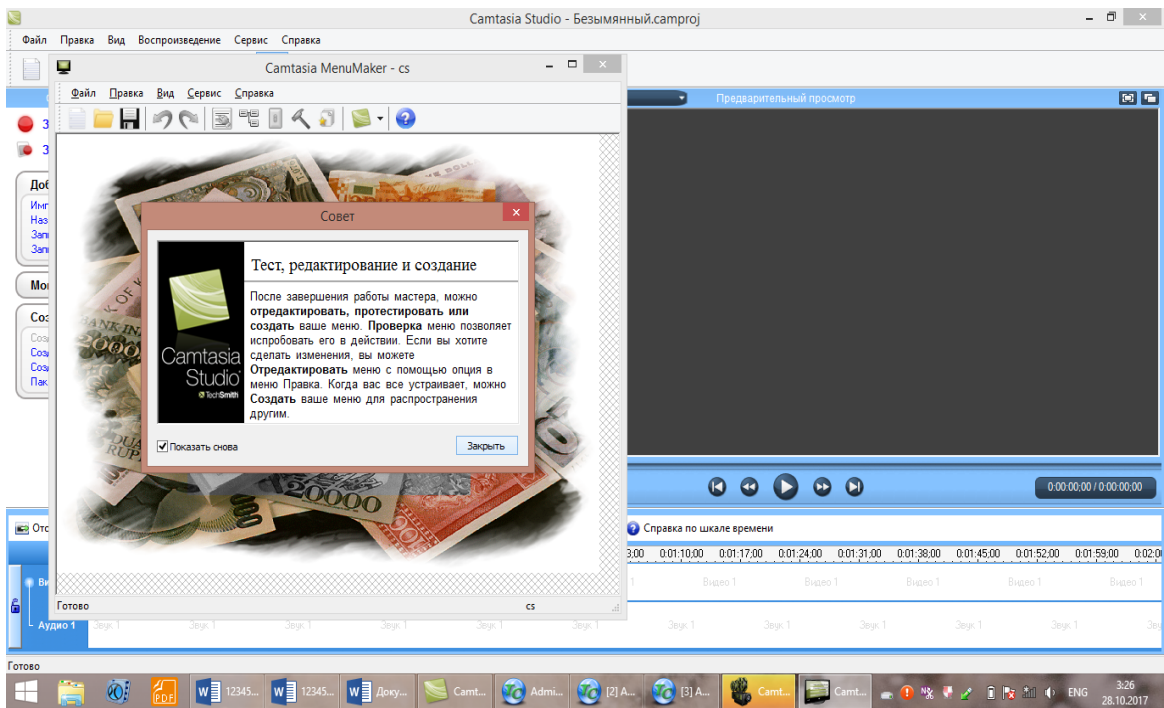 Camtasia Studio - Безымянный.camproj
Файл Правка Вид Воспроизведение Сервис Справка
Camtasia MenuMaker - cs
Файл Правка Вид Сервис Справка
Предварительный просмотр
Совет
Тест, редактирование и создание
После завершения работы мастера, можно
отредактировать, протестировать или
создать ваше меню. Проверка меню позволяет
испробовать его в действии. Если вы хотите
сделать изменения, вы можете
Отредактировать меню с помощью опция в
меню Правка. Когда вас все устраивает, можно
Создать ваше меню для распространения
другим.
Camtasia
Studio
TechSmith
Показать снова
Закрыть
20000
0:00:00;00 / 0:00:00;00
Справка по шкале времени
3;00 0:01:10;00 0:01:17;00 0:01:24;00 0:01:31;00 0:01:38;00 0:01:45;00 0:01:52;00 0:01:59;00 0:02:0
Видео 1 Видео 1 Видео 1 Видео 1 Видео 1
Готово cs
Аудио 1 Звук 1 Звук 1 Звук 1 Звук 1 Звук 1 Звук 1 Звук 1 Звук 1 Звук 1 Звук 1 Звук 1
Готово
PDF 12345... 12345... Доку... Camt... Admi... [2] A... [3] A... Camt... Camt... ENG 3:26
28.10.2017